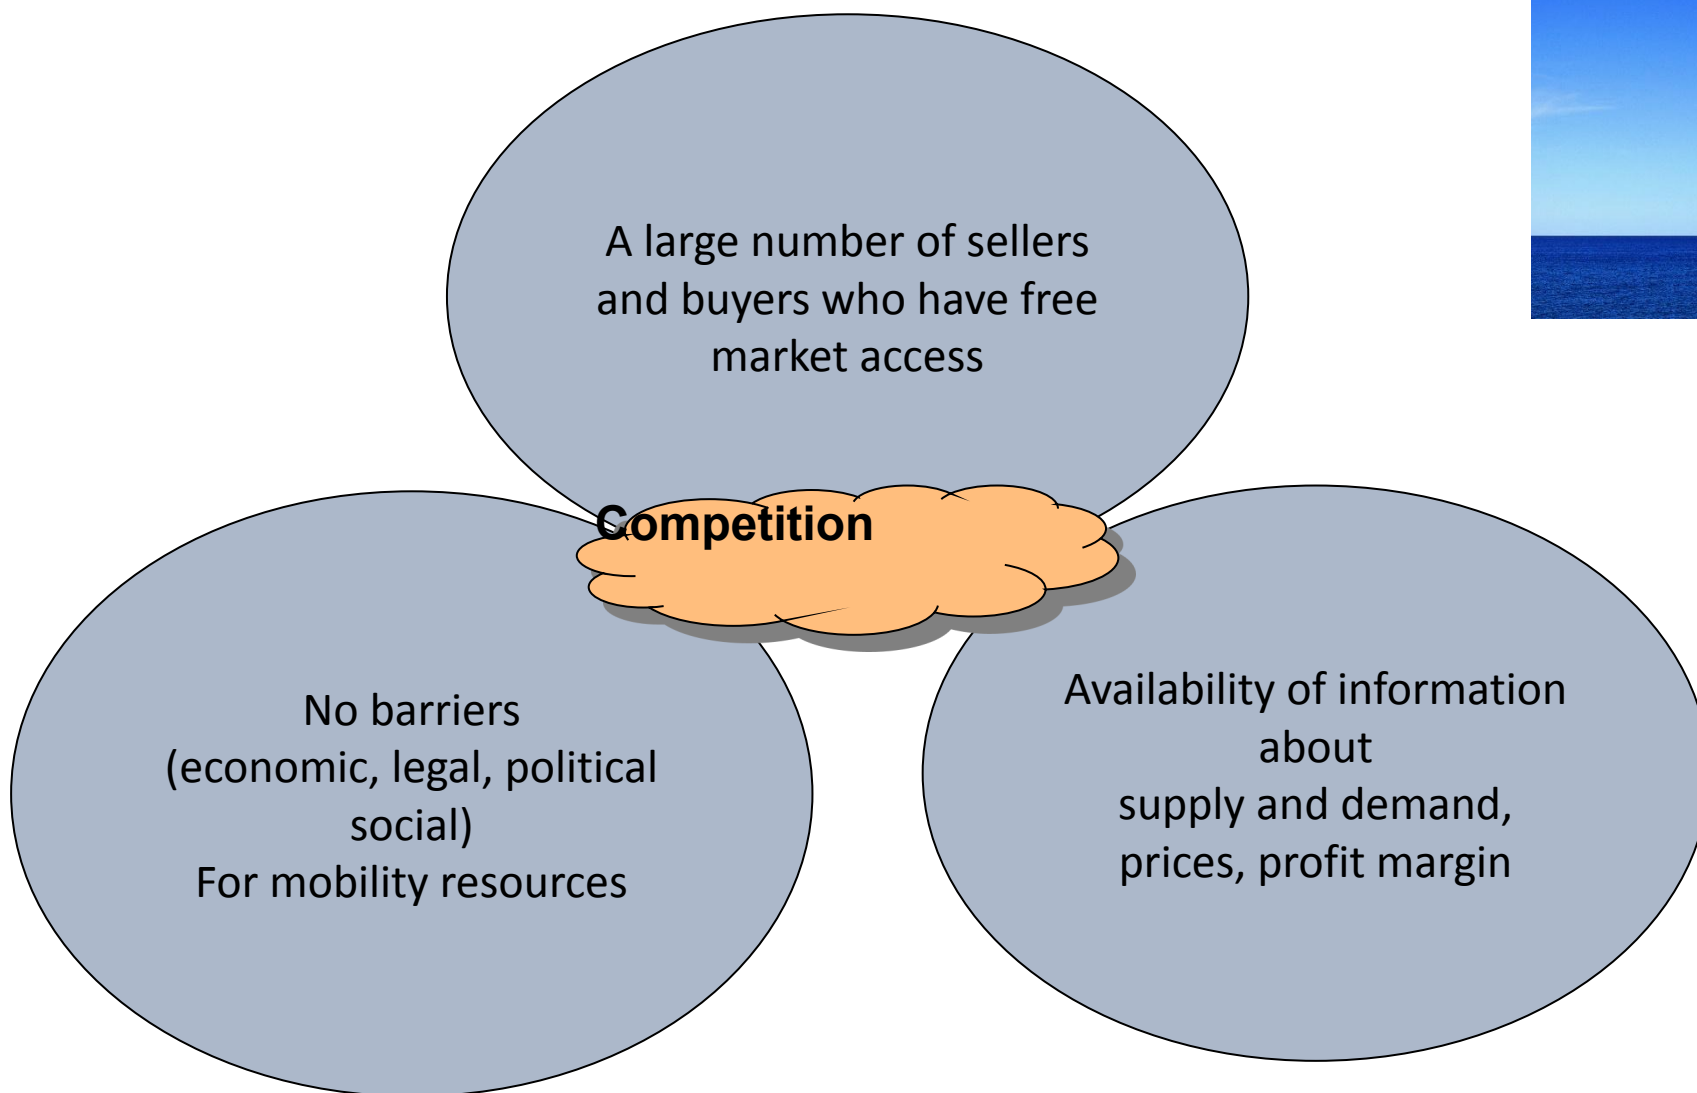 A large number of sellers
and buyers who have free
market access
Competition
No barriers
(economic, legal, political
social)
For mobility resources
Availability of information
about
supply and demand,
prices, profit margin